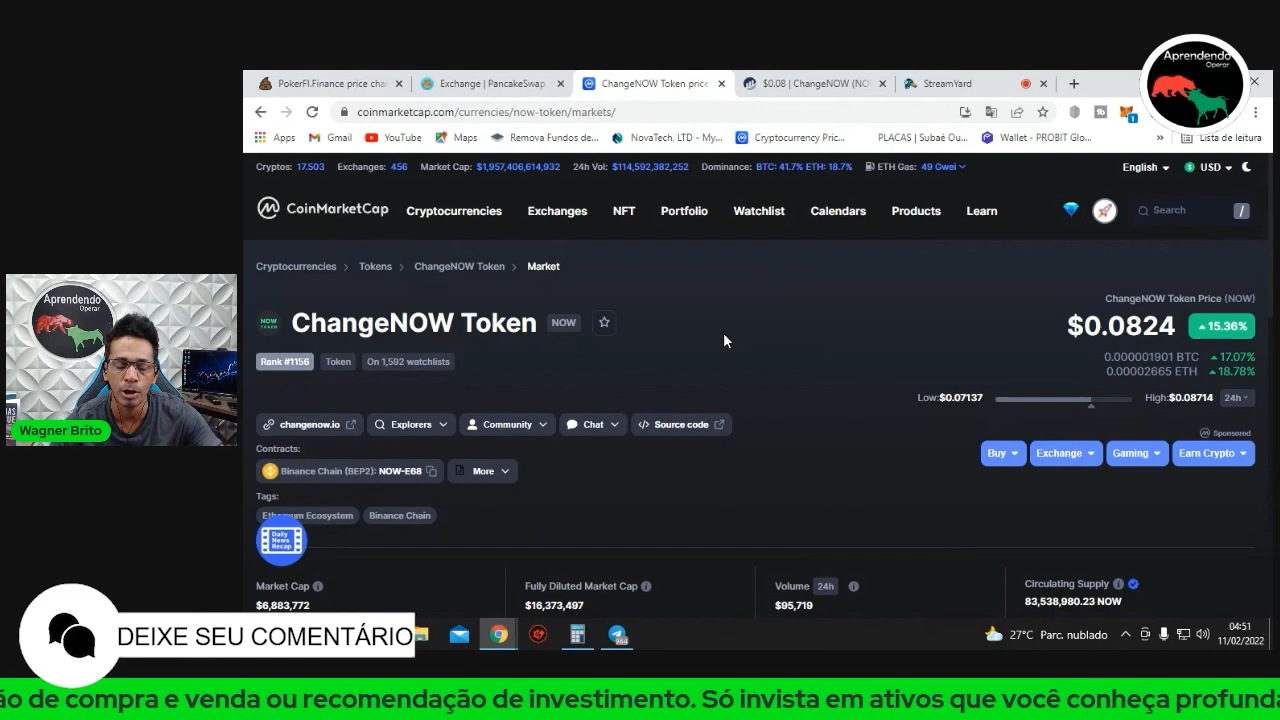 Aprendendo
Operar
PokerFI.Finance price cha
Exchange | PancakeSwap
ChangeNOW Token price
$0.08 | ChangeNOW (NO
StreamYard
coinmarketcap.com/currencies/now-token/markets/
Apps
Gmail
YouTube
Maps
Remova Fundos de...
NovaTech, LTD - My...
Cryptocurrency Pric...
PLACAS | Subaé Ou...
Wallet - PROBIT Glo...
»
Lista de leitura
Cryptos: 17.503
Exchanges: 456
Market Cap: $1,957,406,614,932
24h Vol: $114,592,382,252
Dominance: BTC: 41.7% ETH: 18.7%
ETH Gas: 49 Gwei
English
USD
CoinMarketCap
Cryptocurrencies
Exchanges
NFT
Portfolio
Watchlist
Calendars
Products
Learn
Search
/
Cryptocurrencies
Tokens
ChangeNOW Token
Market
ChangeNOW Token Price (NOW)
NOW
TOKEN
ChangeNOW Token
NOW
$0.0824
15.36%
Rank #1156
Token
On 1,592 watchlists
0.000001901 BTC
17.07%
0.00002665 ETH
18.78%
Low: $0.07137
High: $0.08714
24h
changenow.io
Explorers
Community
Chat
Source code
Sponsored
Buy
Exchange
Gaming
Earn Crypto
Contracts:
Binance Chain (BEP2): NOW-E68
More
Tags:
Ethereum Ecosystem
Binance Chain
Daily
News
Recap
Market Cap
$6,883,772
Fully Diluted Market Cap
$16,373,497
Volume
24h
$95,719
Circulating Supply
83,538,980.23 NOW
Aprendendo
Operar
Wagner Brito
DEIXE SEU COMENTÁRIO
27°C Parc. nublado
04:51
11/02/2022
ão de compra e venda ou recomendação de investimento. Só invista em ativos que você conheça profunda